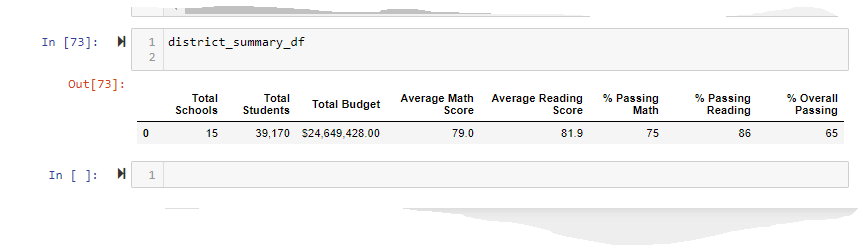 In [73]: 1 district_summary_df
2
Out[73]:
Total Schools Total Students Total Budget Average Math Score Average Reading Score % Passing Math % Passing Reading % Overall Passing
0 15 39,170 $24,649,428.00 79.0 81.9 75 86 65
In [ ]: 1